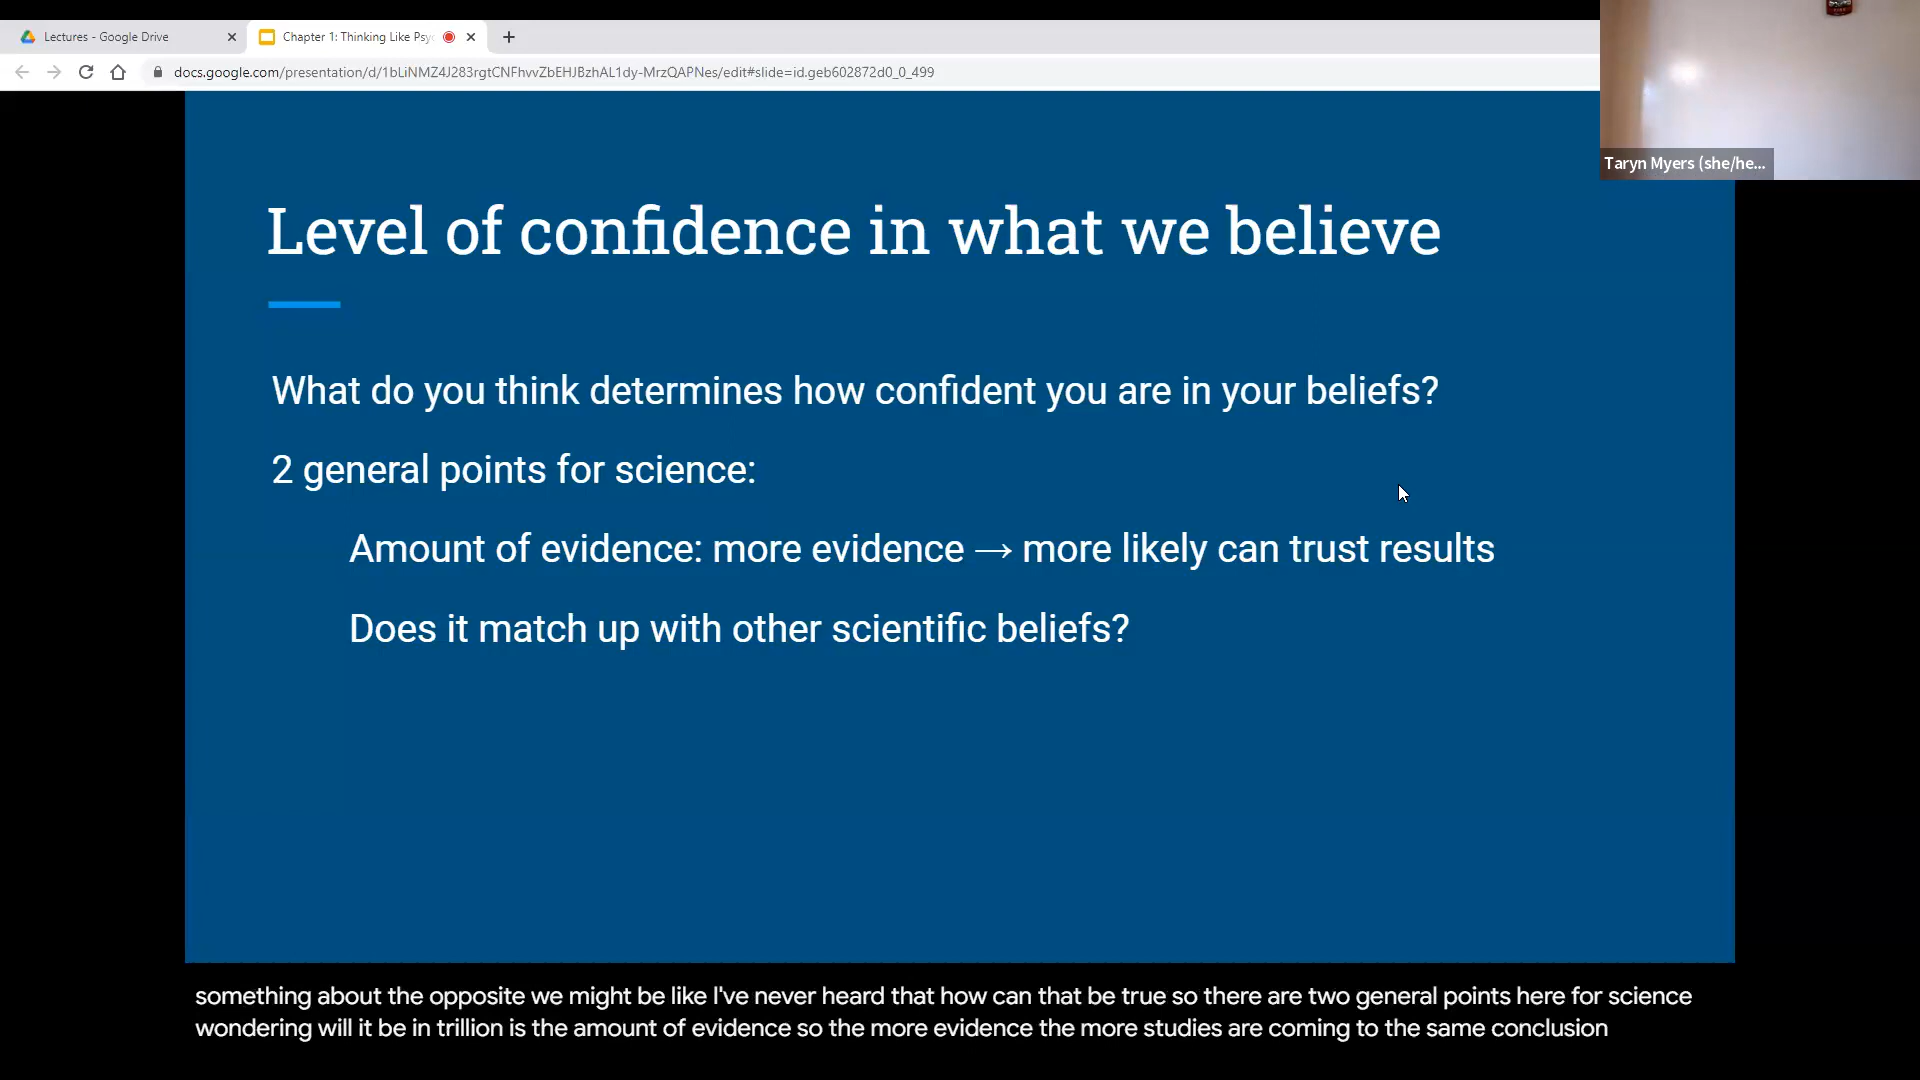 Lectures - Google Drive
Chapter 1: Thinking Like Psy
docs.google.com/presentation/d/1bLiNMZ4J283rgtCNFhvvZbEHJBzhAL1dy-MrzQAPNes/edit#slide=id.geb602872d0_0_499
Taryn Myers (she/he...
Level of confidence in what we believe
What do you think determines how confident you are in your beliefs?
2 general points for science:
Amount of evidence: more evidence → more likely can trust results
Does it match up with other scientific beliefs?
something about the opposite we might be like I've never heard that how can that be true so there are two general points here for science
wondering will it be in trillion is the amount of evidence so the more evidence the more studies are coming to the same conclusion